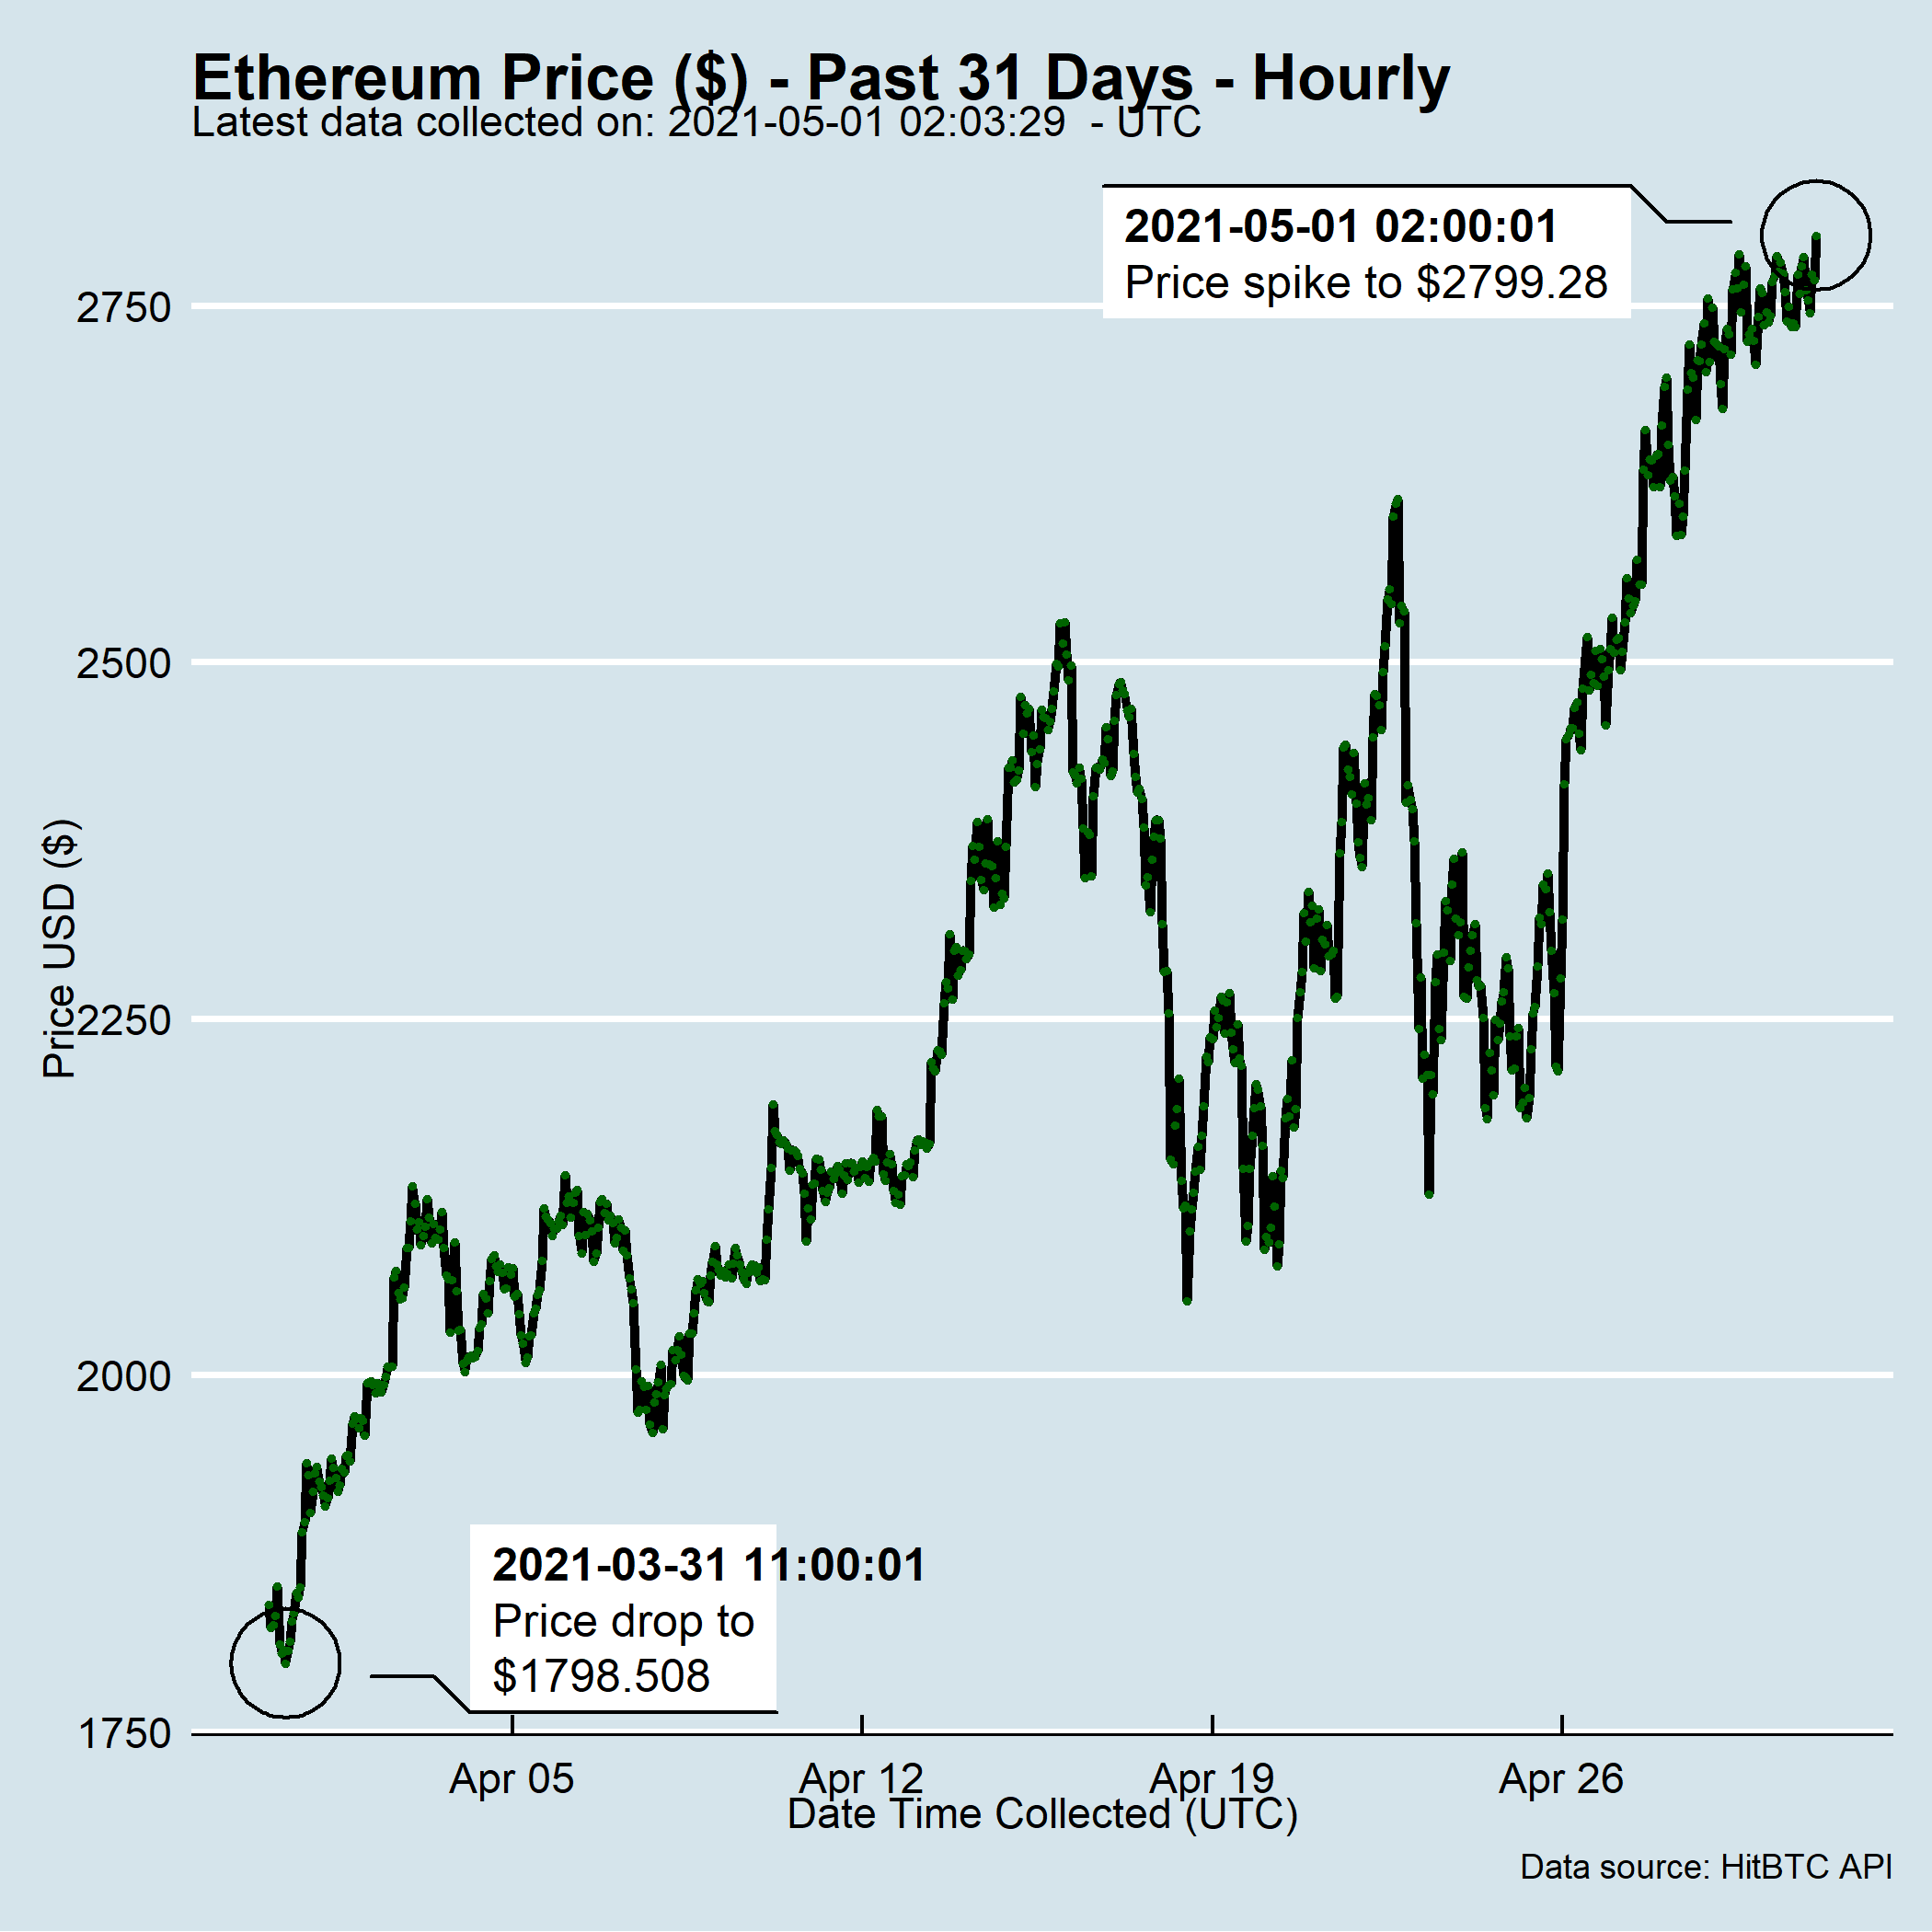 Ethereum Price ($) - Past 31 Days - Hourly
Latest data collected on: 2021-05-01 02:03:29  - UTC
2021-05-01 02:00:01
Price spike to $2799.28
2750
2500
2250
2000
1750
Price USD ($)
2021-03-31 11:00:01
Price drop to
$1798.508
Apr 05
Apr 12
Apr 19
Apr 26
Date Time Collected (UTC)
Data source: HitBTC API